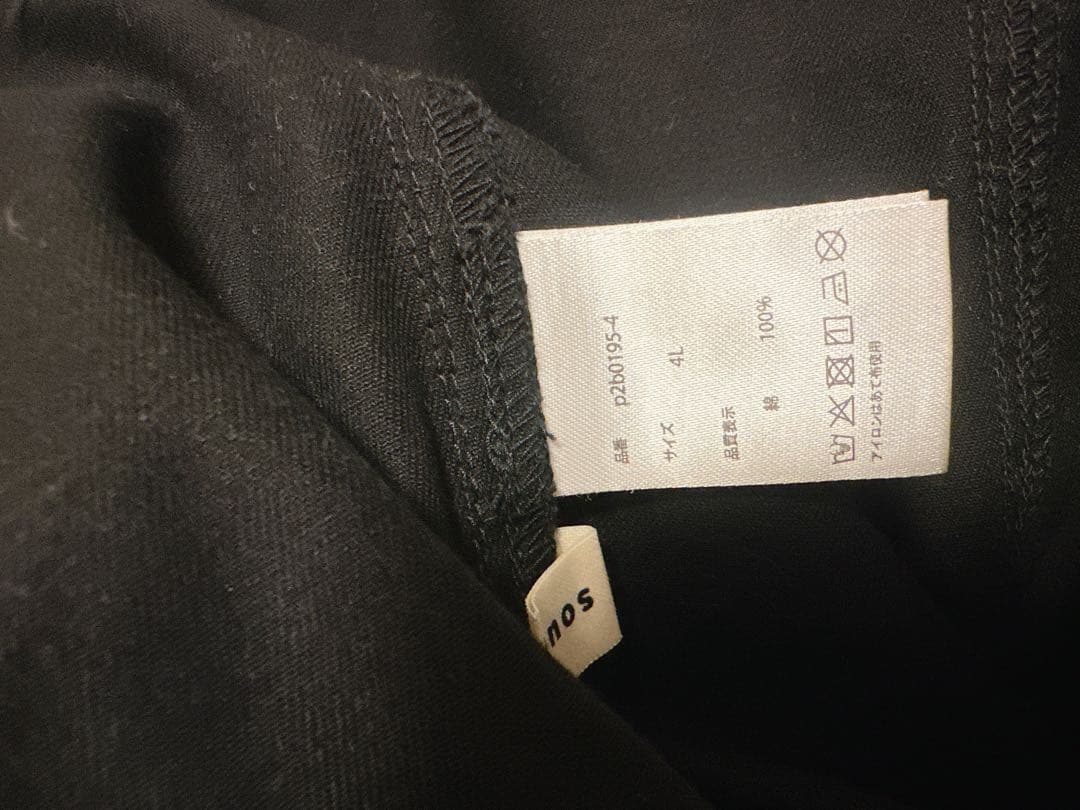 品番 p2b0195-4
サイズ 4L
品質表示
綿 100%
アイロンはあて布使用
sou